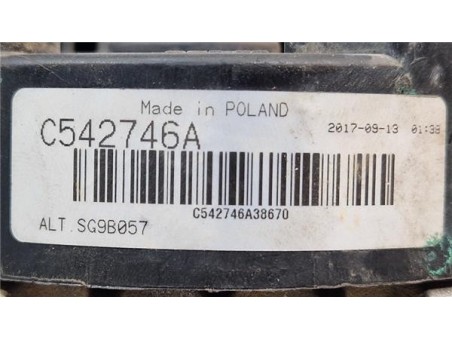 Made in POLAND
C542746A
2017-09-13 01:38
C542746A38670
ALT.SG9B057